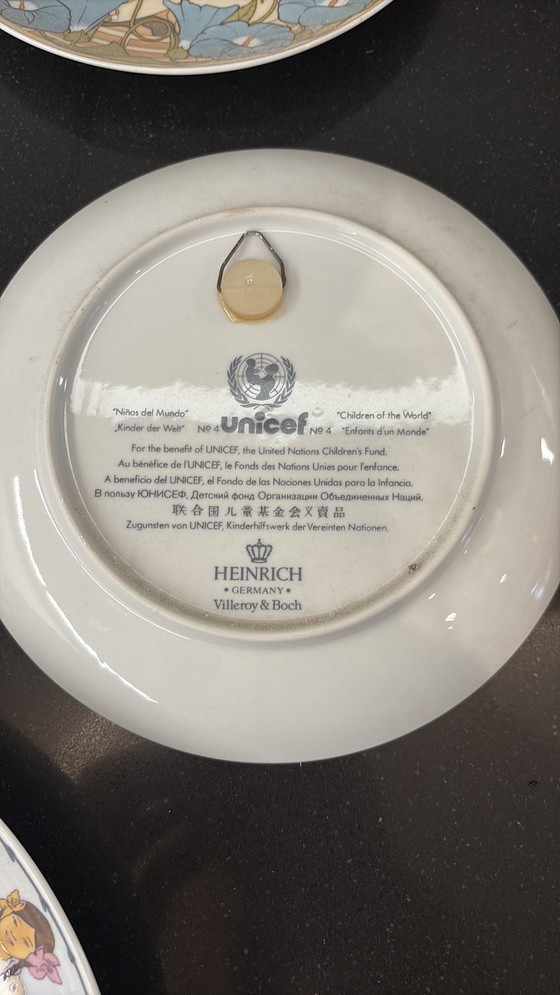 "Niños del Mundo" "Children of the World"
„Kinder der Welt" Nº 4 unicef Nº 4 "Enfants d'un Monde"
For the benefit of UNICEF, the United Nations Children's Fund.
Au bénéfice de l'UNICEF, le Fonds des Nations Unies pour l'enfance.
A beneficio del UNICEF, el Fondo de las Naciones Unidas para la Infancia.
В пользу ЮНИСЕФ, Детский фонд Организации Объединенных Наций.
联合国儿童基金会义賣品
Zugunsten von UNICEF, Kinderhilfswerk der Vereinten Nationen.
HEINRICH
• GERMANY •
Villeroy & Boch